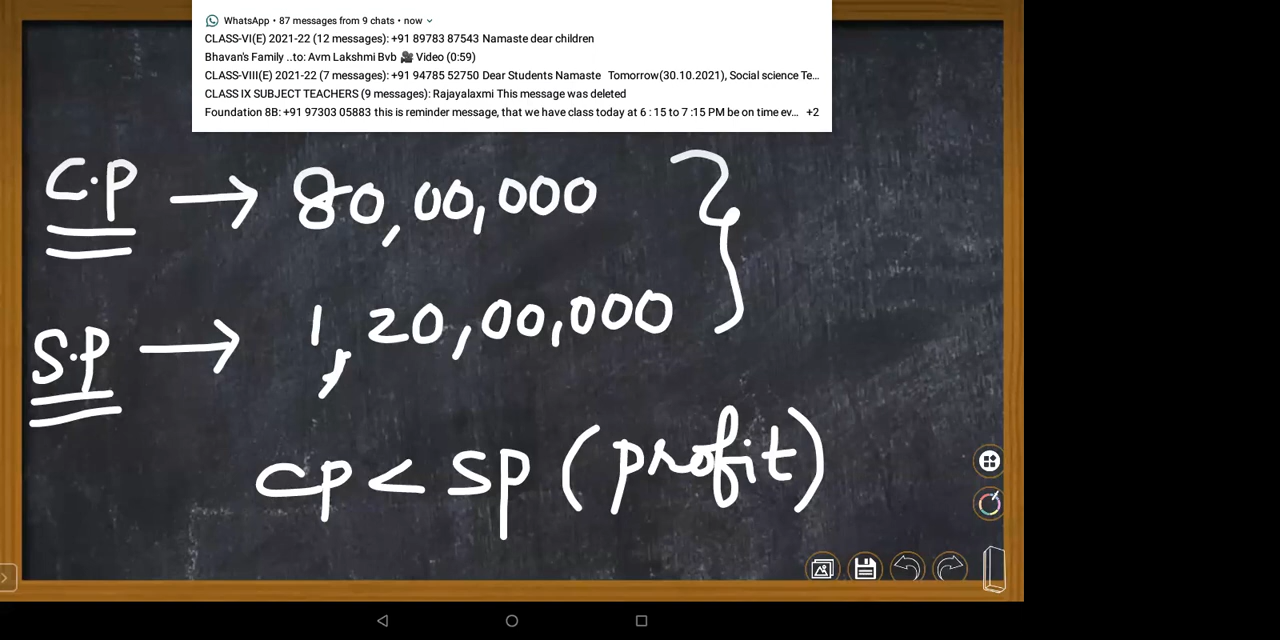 WhatsApp • 87 messages from 9 chats • now
CLASS-VI(E) 2021-22 (12 messages): +91 89783 87543 Namaste dear children
Bhavan's Family ..to: Avm Lakshmi Bvb 🎥 Video (0:59)
CLASS-VIII(E) 2021-22 (7 messages): +91 94785 52750 Dear Students Namaste Tomorrow(30.10.2021), Social science Te...
CLASS IX SUBJECT TEACHERS (9 messages): Rajayalaxmi This message was deleted
Foundation 8B: +91 97303 05883 this is reminder message, that we have class today at 6 : 15 to 7 :15 PM be on time ev... +2
C.P → 80,00,000
S.P → 1,20,00,000
CP < SP (profit)